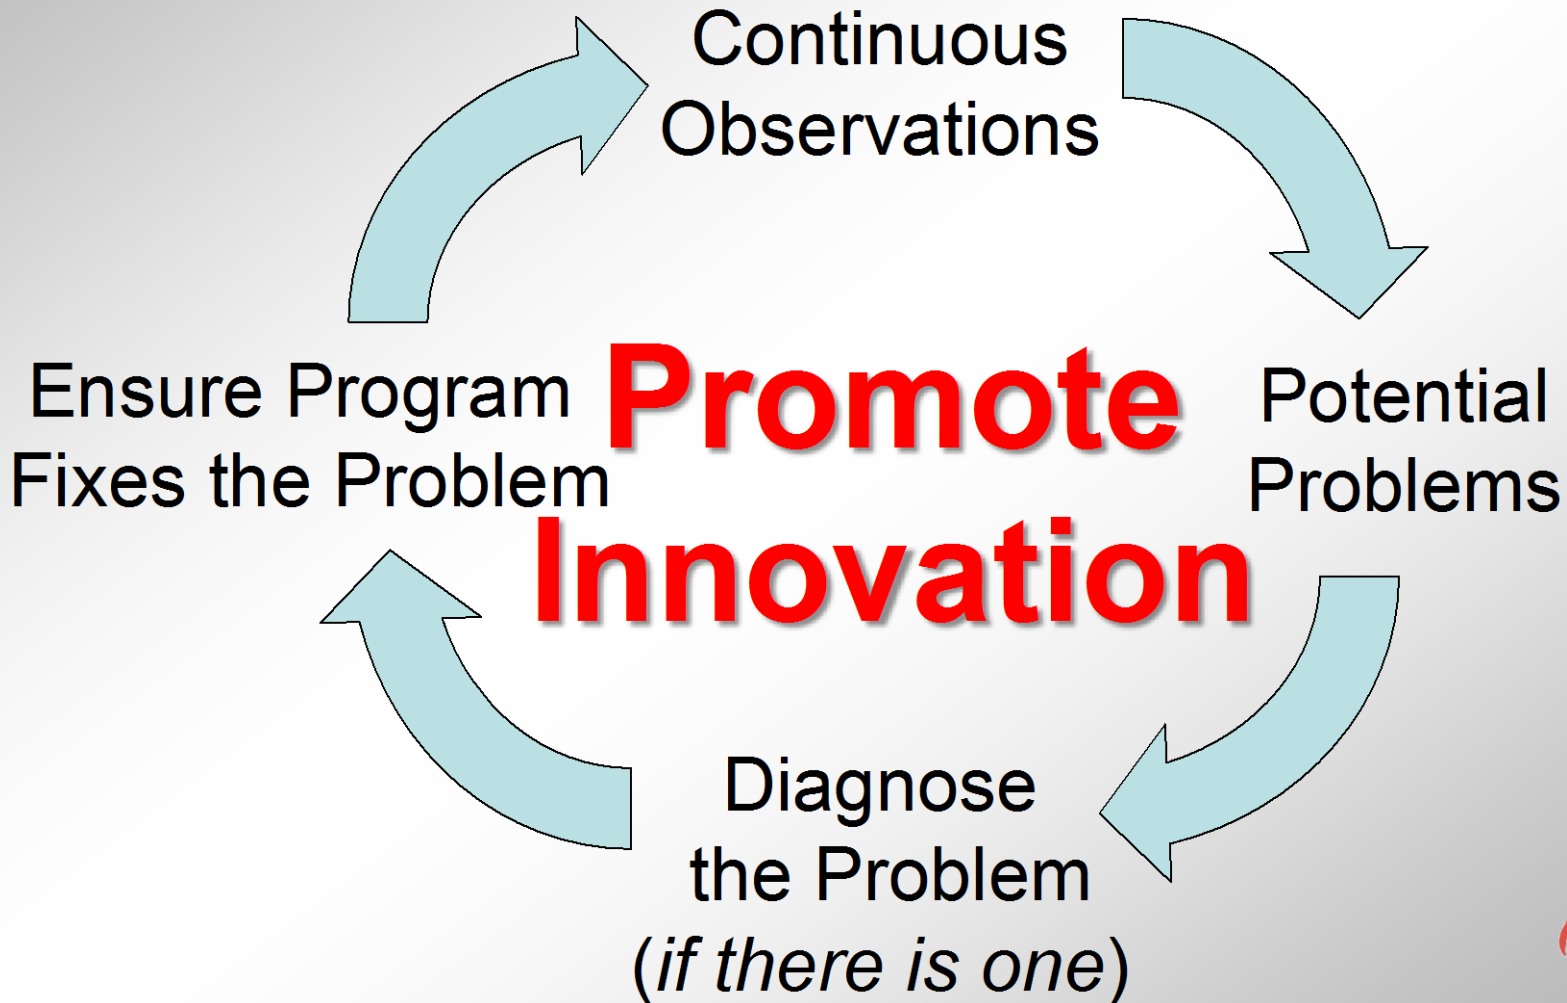 Continuous
Observations
Potential
Problems
Diagnose
the Problem
(if there is one)
Ensure Program
Fixes the Problem
Promote
Innovation